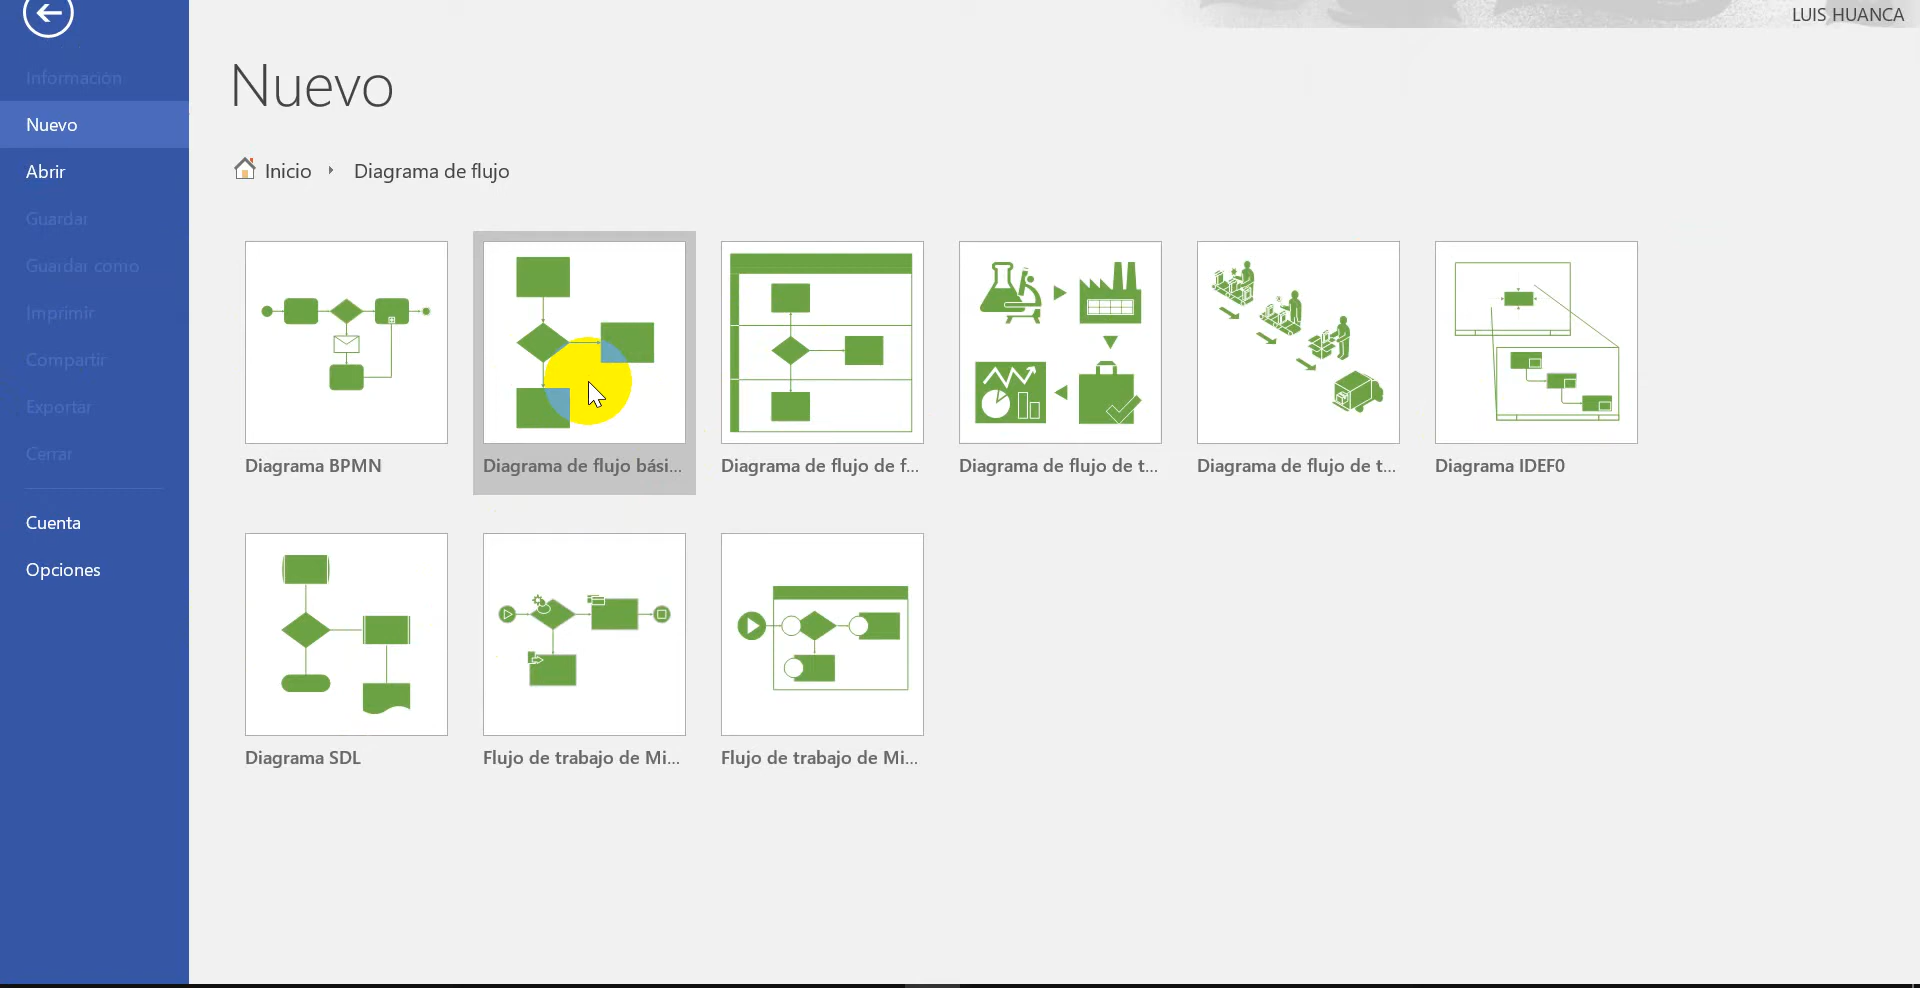 LUIS HUANCA
Información
Nuevo
Abrir
Guardar
Guardar como
Imprimir
Compartir
Exportar
Cerrar
Cuenta
Opciones
Nuevo
Inicio
Diagrama de flujo
Diagrama BPMN
Diagrama de flujo bási...
Diagrama de flujo de f...
Diagrama de flujo de t...
Diagrama de flujo de t...
Diagrama IDEF0
Diagrama SDL
Flujo de trabajo de Mi...
Flujo de trabajo de Mi...